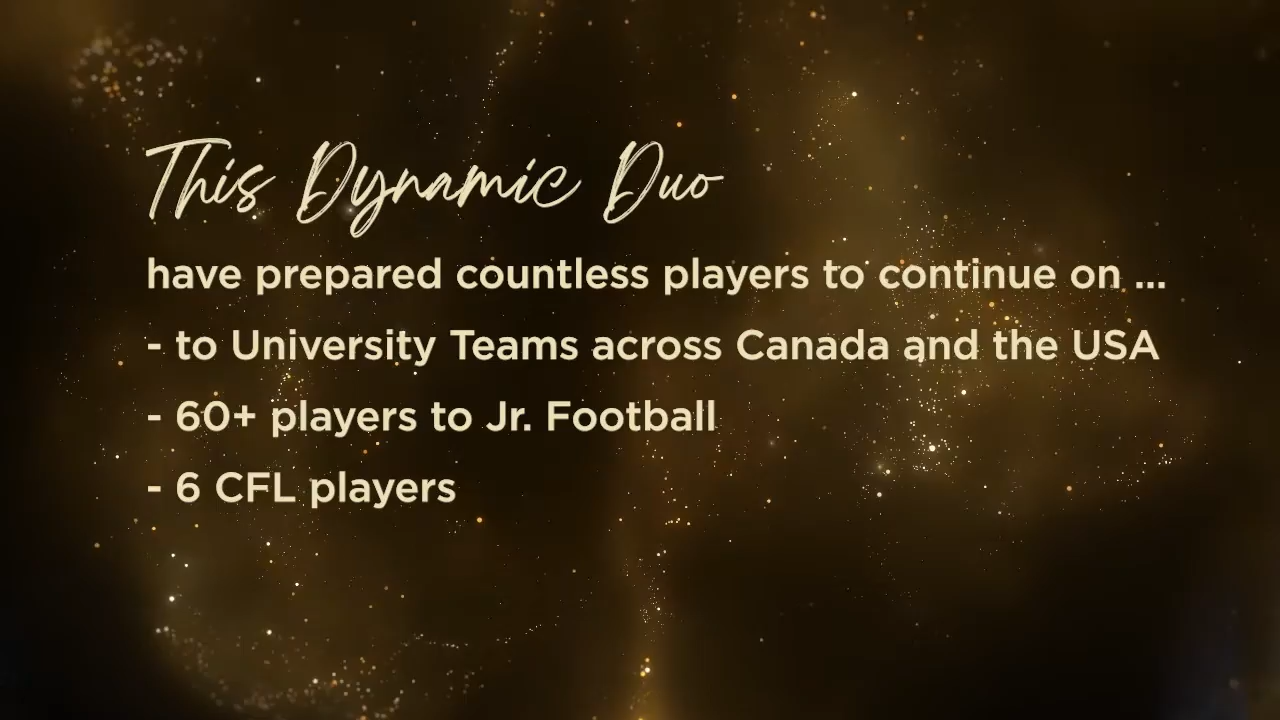 This Dynamic Duo
have prepared countless players to continue on ...
- to University Teams across Canada and the USA
- 60+ players to Jr. Football
- 6 CFL players